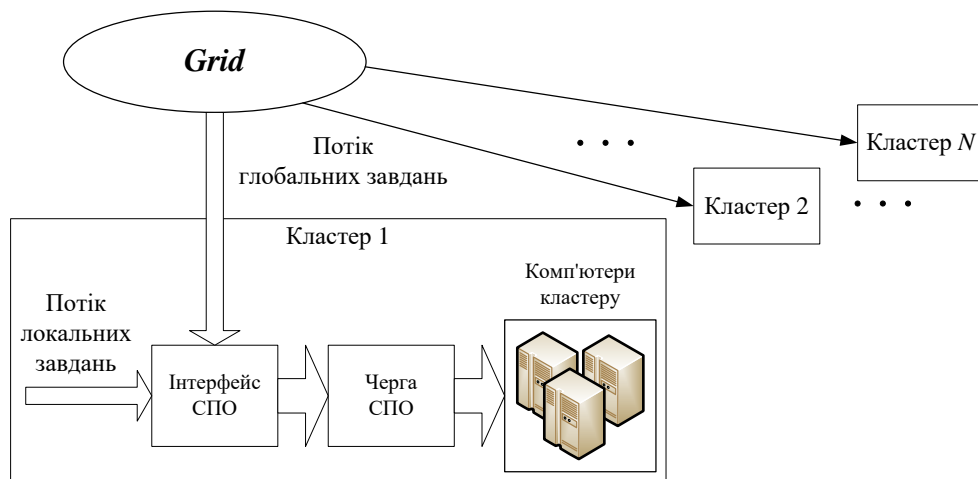 Grid
Потік
глобальних завдань
Кластер N
Кластер 2
Кластер 1
Комп'ютери
кластеру
Потік
локальних
завдань
Інтерфейс
СПО
Черга
СПО